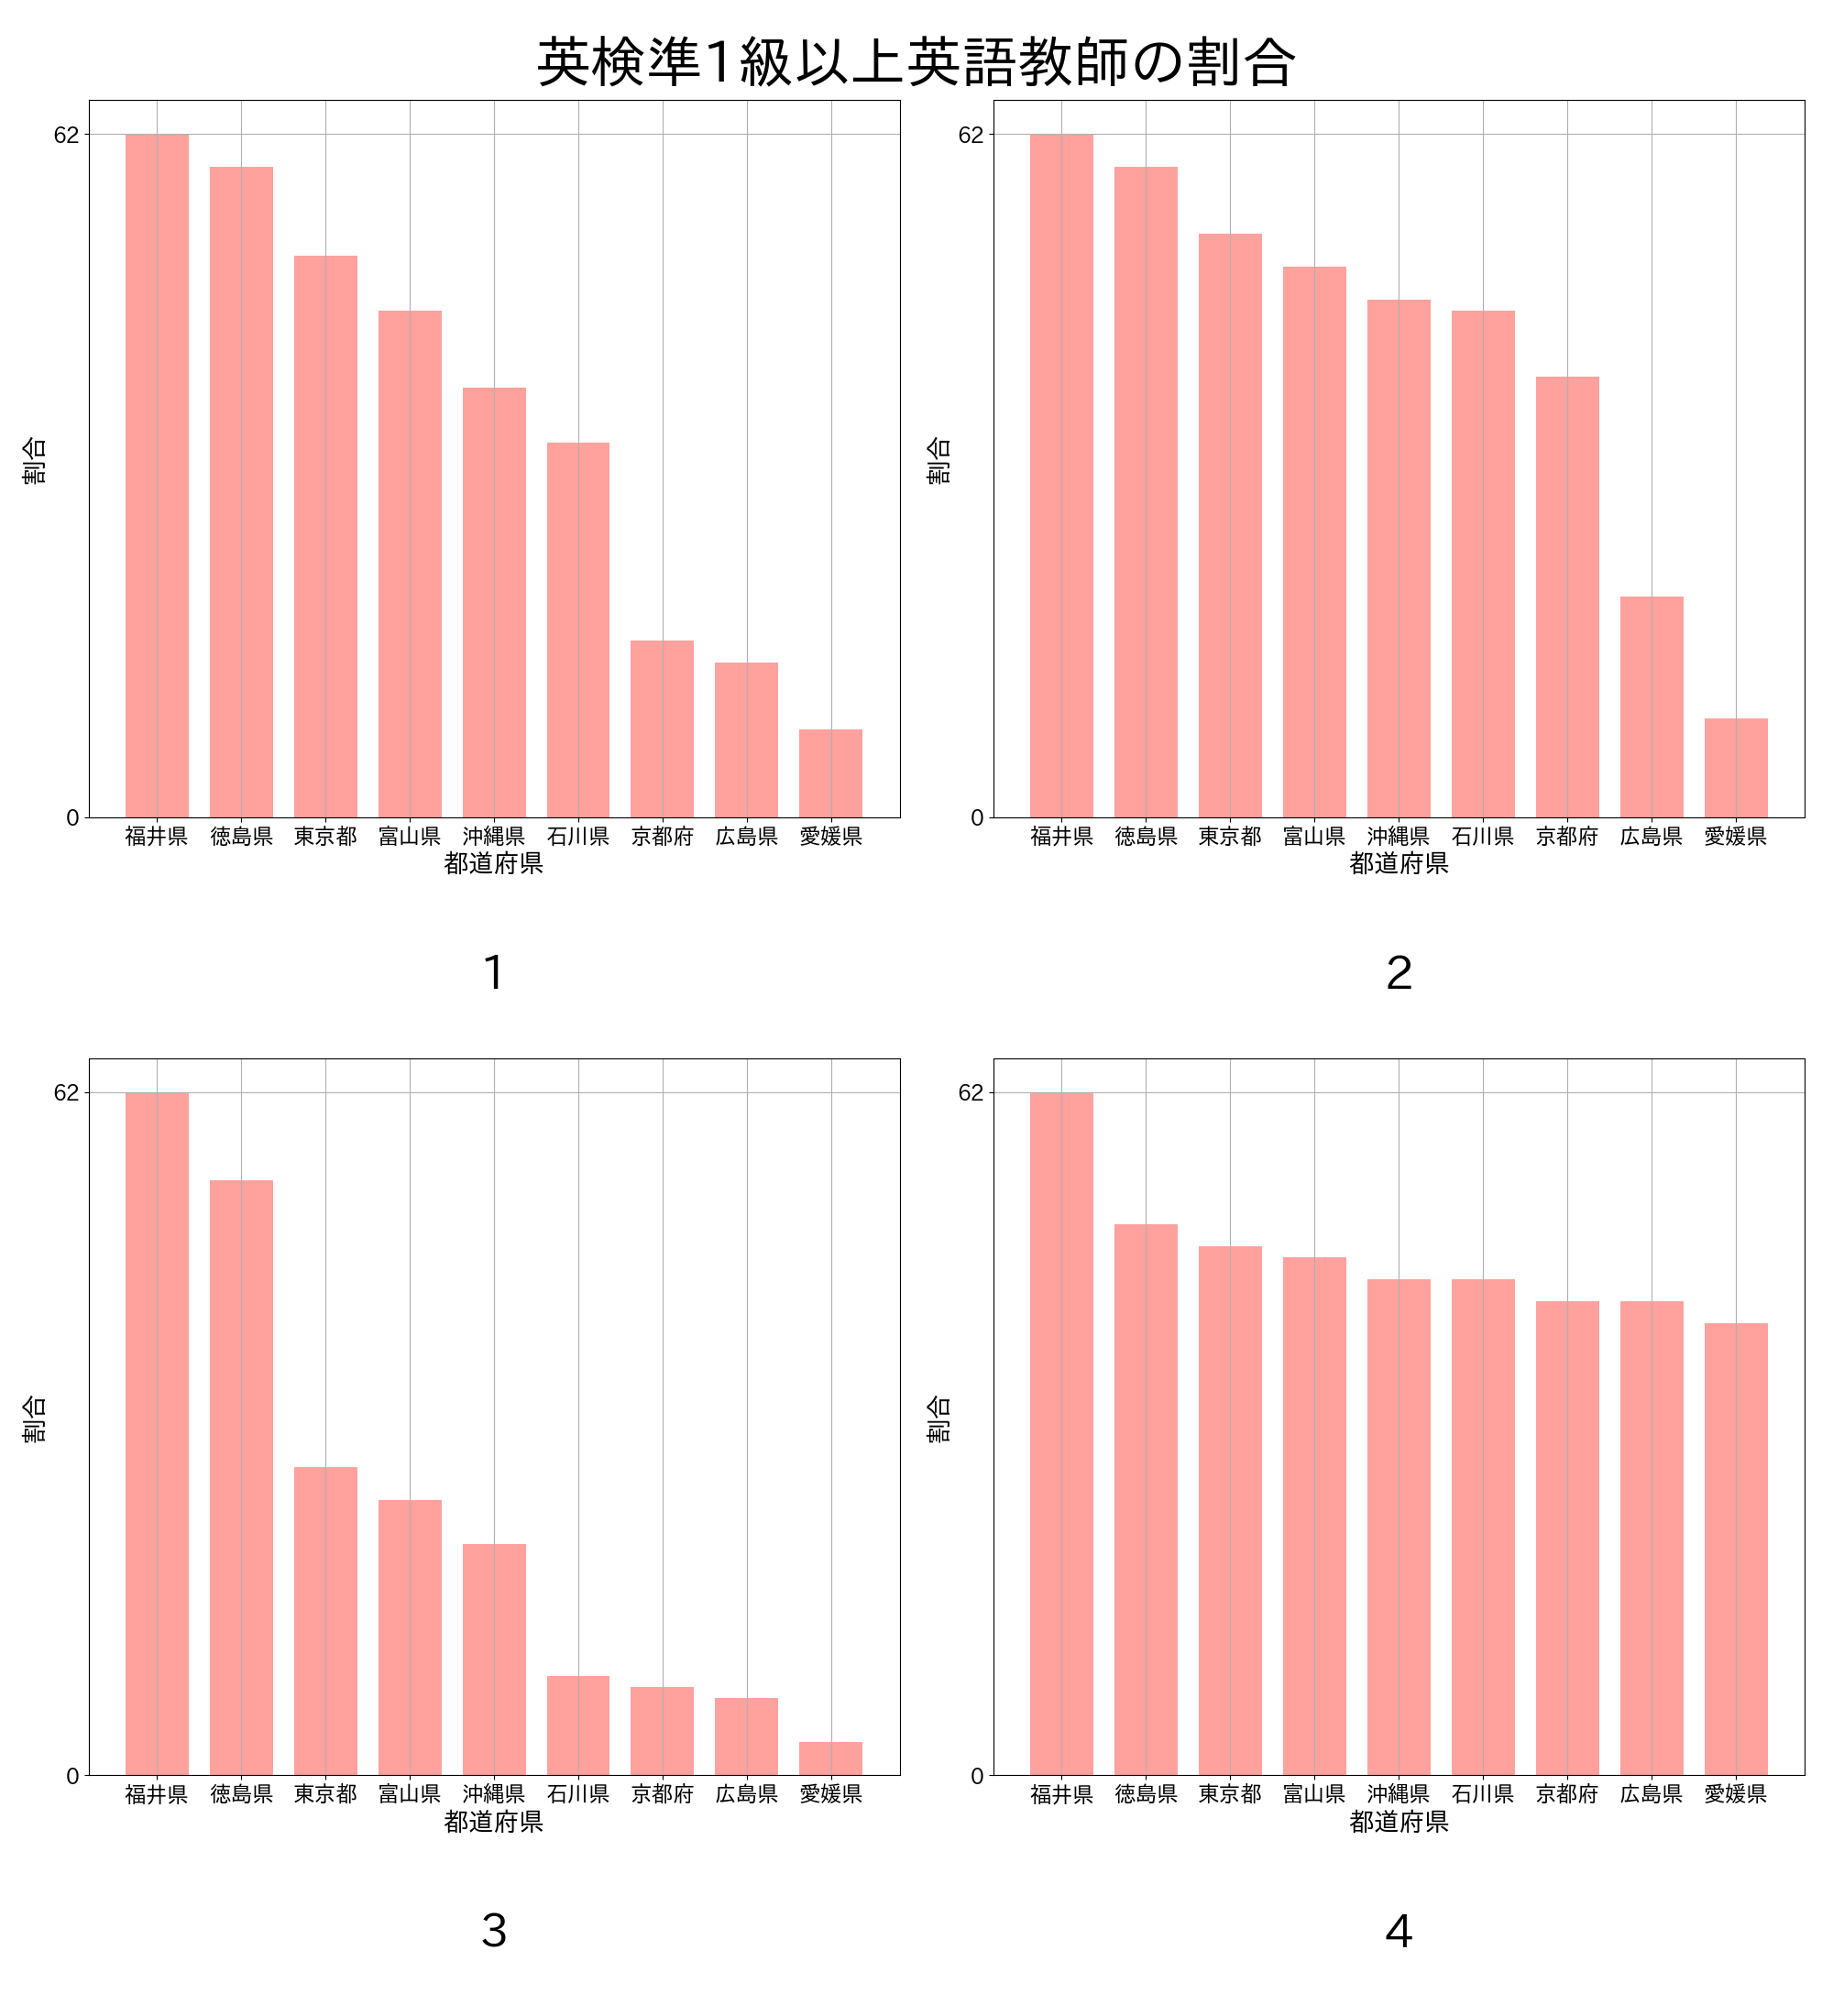 英検準1級以上英語教師の割合
62
0
割合
福井県 徳島県 東京都 富山県 沖縄県 石川県 京都府 広島県 愛媛県
都道府県
1
62
0
割合
福井県 徳島県 東京都 富山県 沖縄県 石川県 京都府 広島県 愛媛県
都道府県
2
62
0
割合
福井県 徳島県 東京都 富山県 沖縄県 石川県 京都府 広島県 愛媛県
都道府県
3
62
0
割合
福井県 徳島県 東京都 富山県 沖縄県 石川県 京都府 広島県 愛媛県
都道府県
4